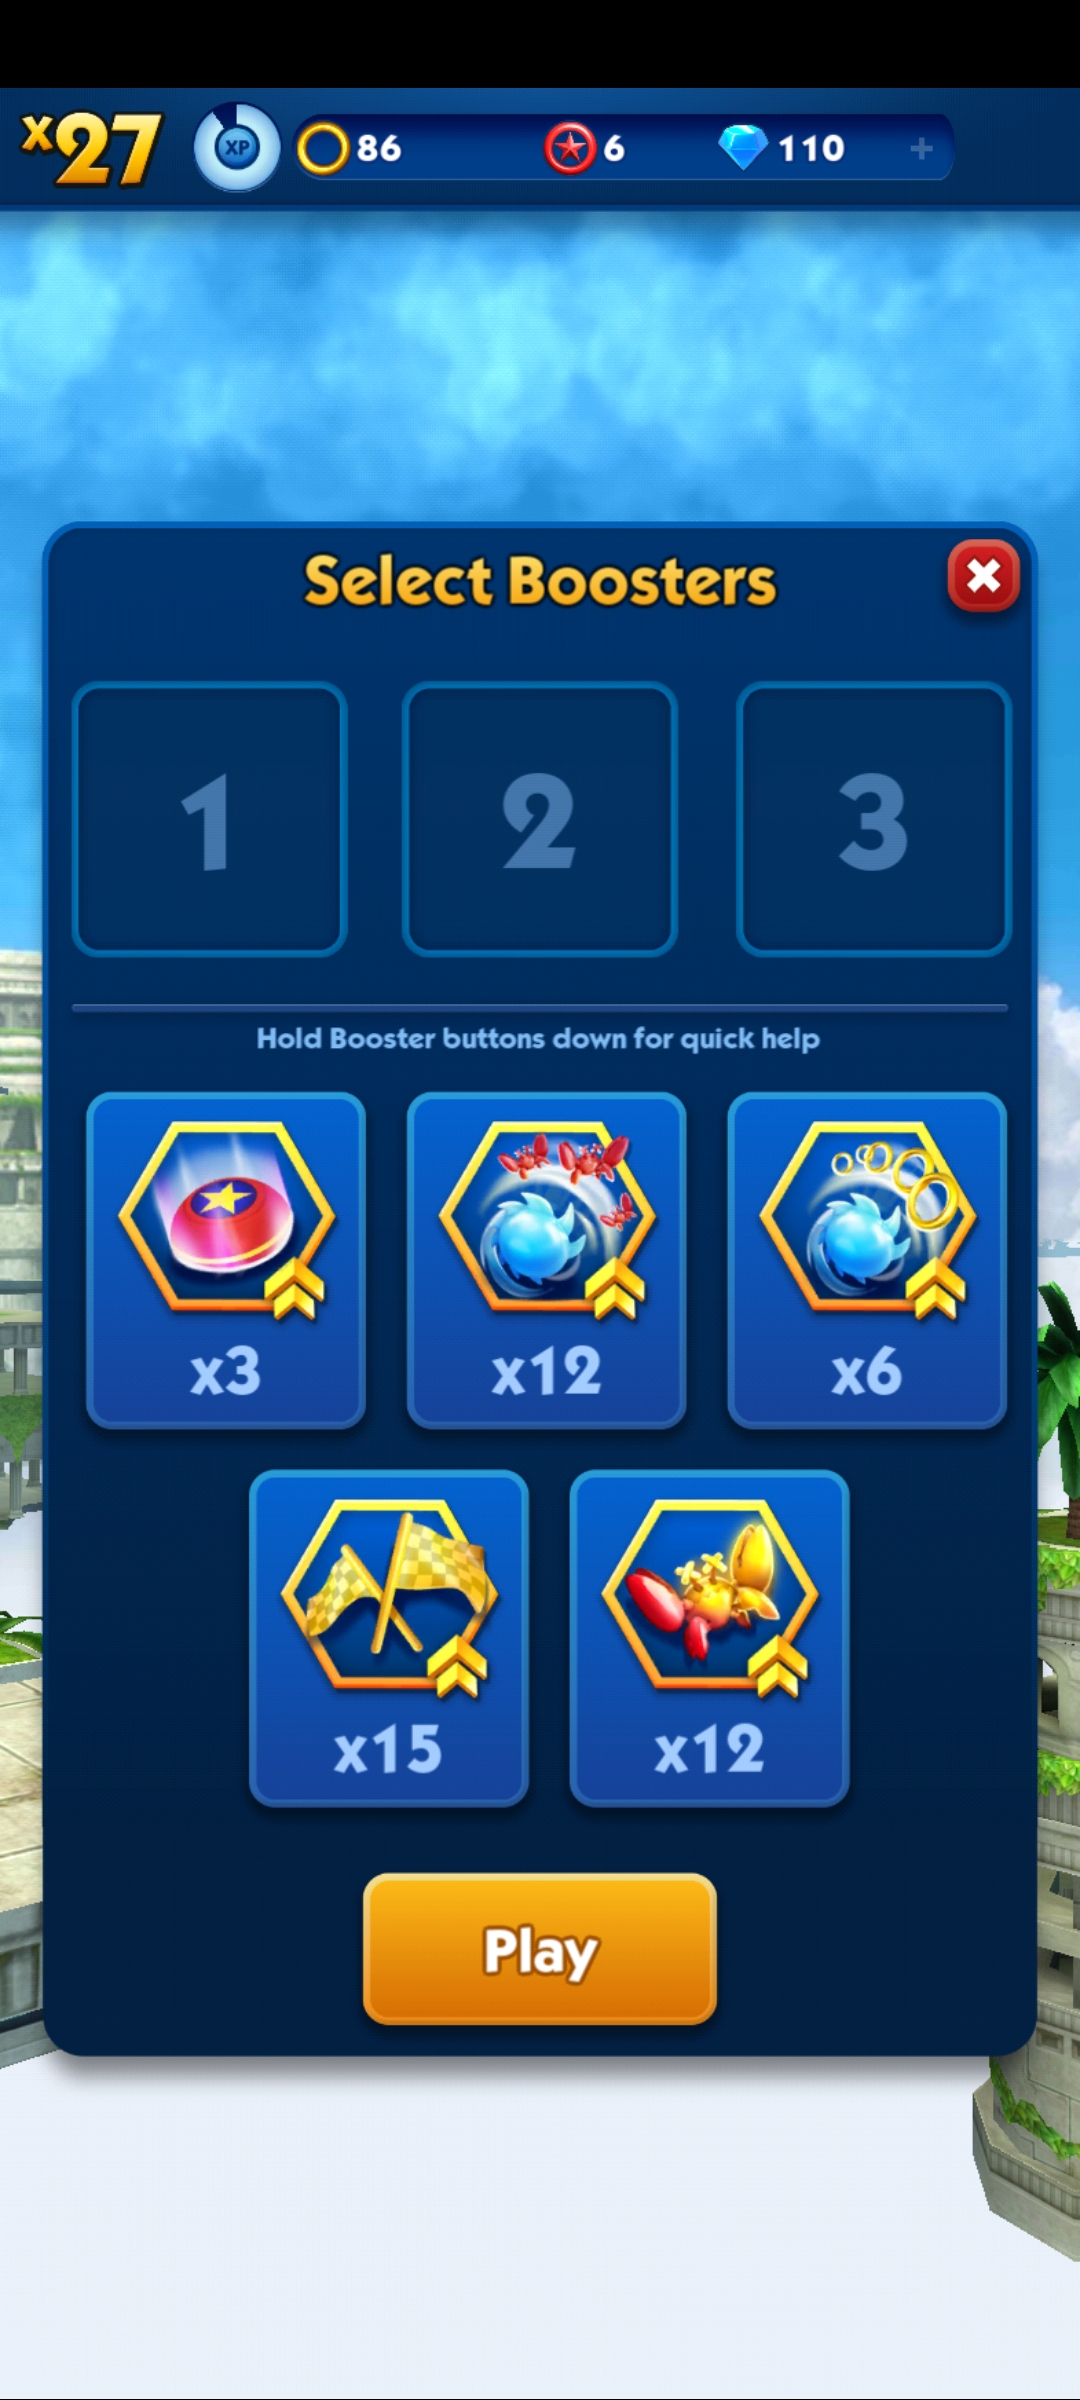 x27 XP 86 6 110 +
Select Boosters
1 2 3
Hold Booster buttons down for quick help
x3 x12 x6
x15 x12
Play